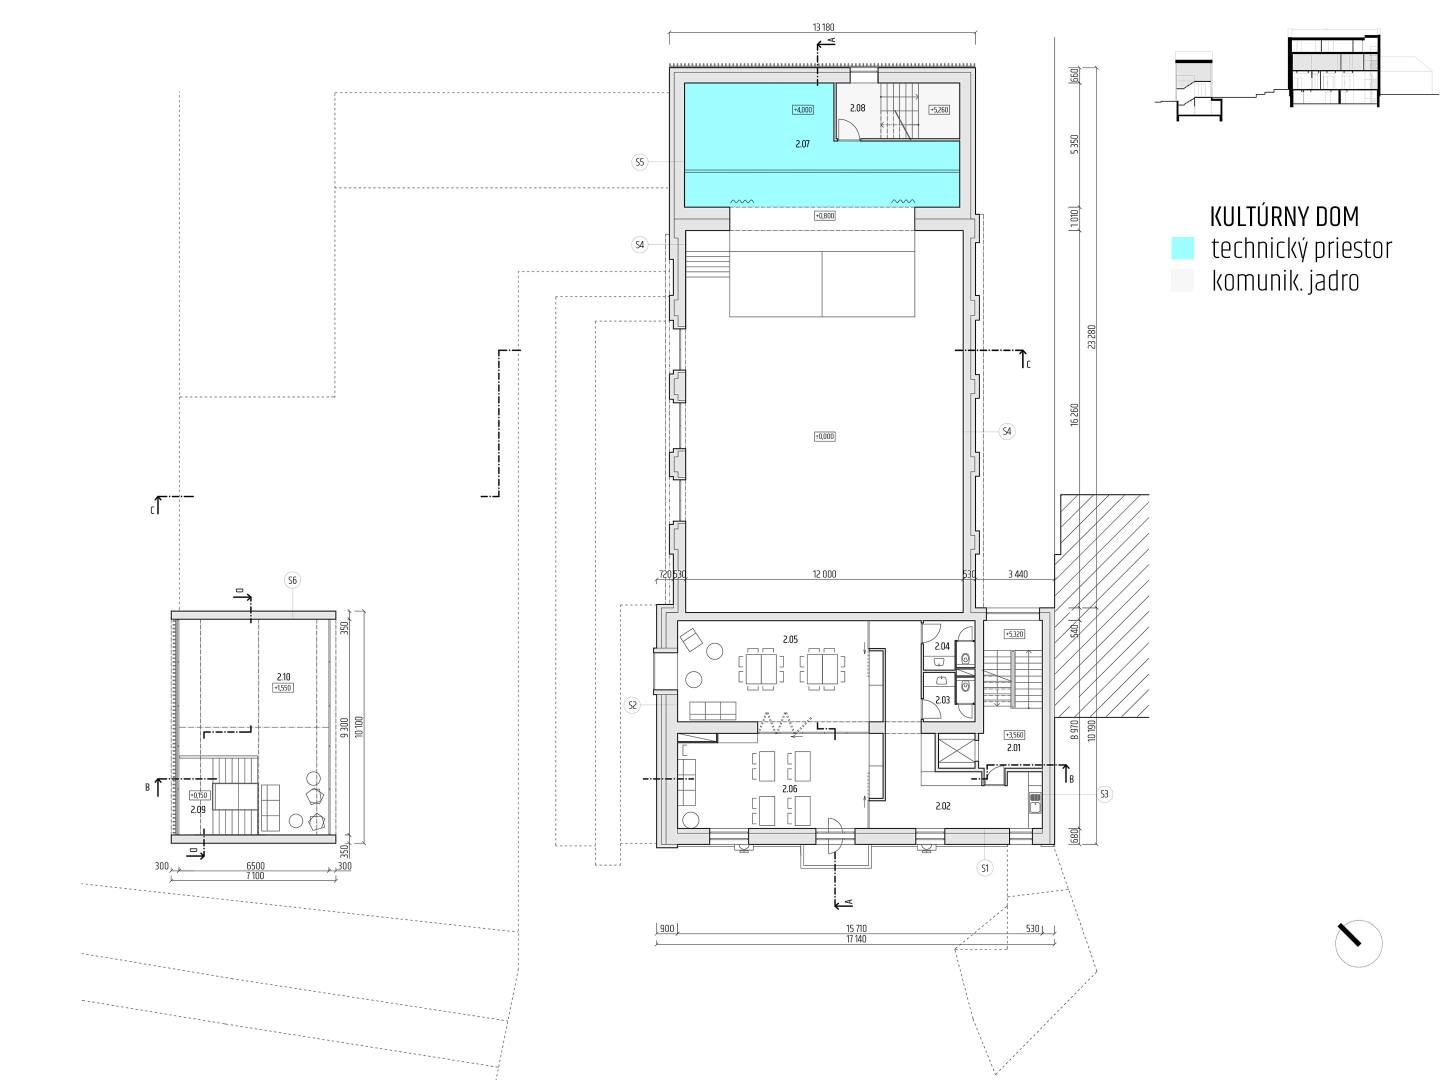 13 180
A
KULTÚRNY DOM
technický priestor
komunik. jadro
+4,000
2.08
+5,260
2.07
S5
+0,800
S4
660
5 350
1 010
23 280
16 260
C
S4
+0,000
C
720
530
12 000
530
3 440
S6
D
350
2.10
+1,550
9 300
10 100
B
+0,150
2.09
D
350
300
6500
300
7 100
2.05
2.04
+5,320
540
2.03
S2
+3,560
2.01
8 970
10 190
B
2.06
2.02
S3
680
S1
A
900
15 710
530
17 140